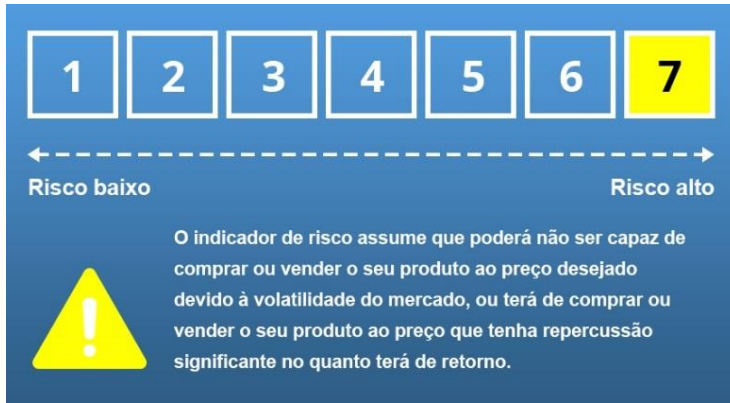 1 2 3 4 5 6 7
Risco baixo Risco alto
O indicador de risco assume que poderá não ser capaz de
comprar ou vender o seu produto ao preço desejado
devido à volatilidade do mercado, ou terá de comprar ou
vender o seu produto ao preço que tenha repercussão
significante no quanto terá de retorno.